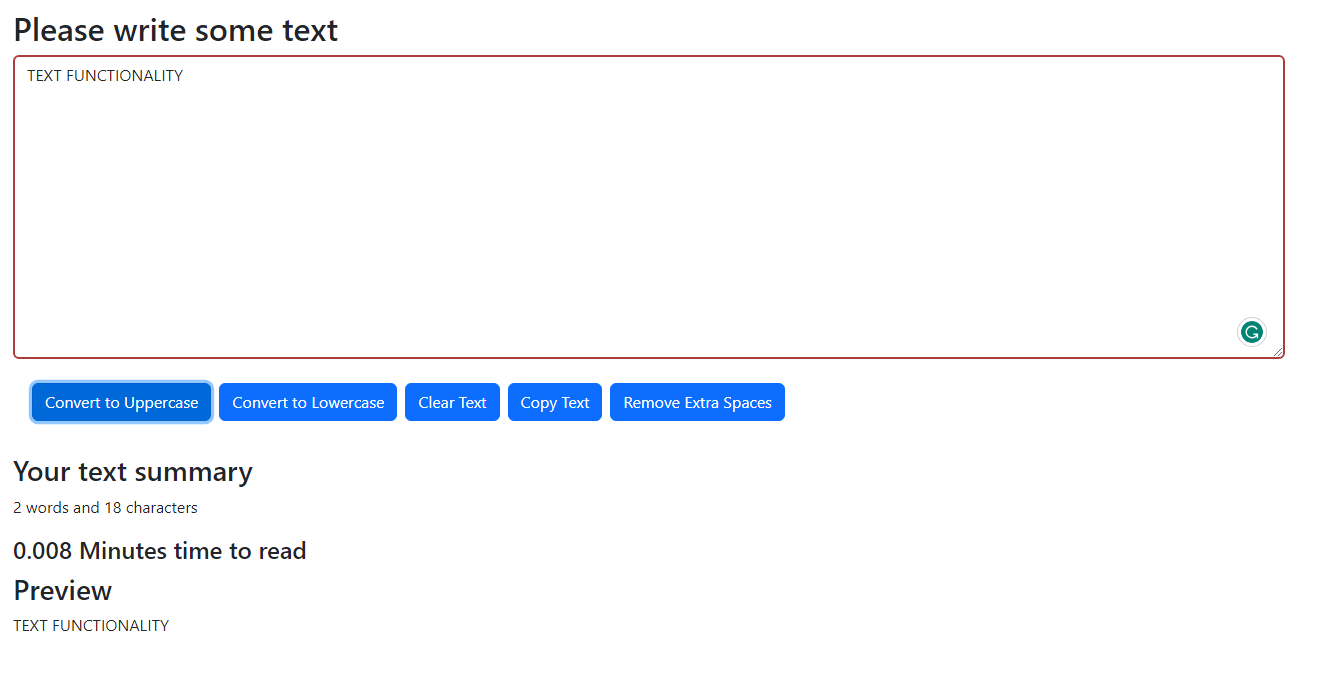 Please write some text
TEXT FUNCTIONALITY
Convert to Uppercase Convert to Lowercase Clear Text Copy Text Remove Extra Spaces
Your text summary
2 words and 18 characters
0.008 Minutes time to read
Preview
TEXT FUNCTIONALITY